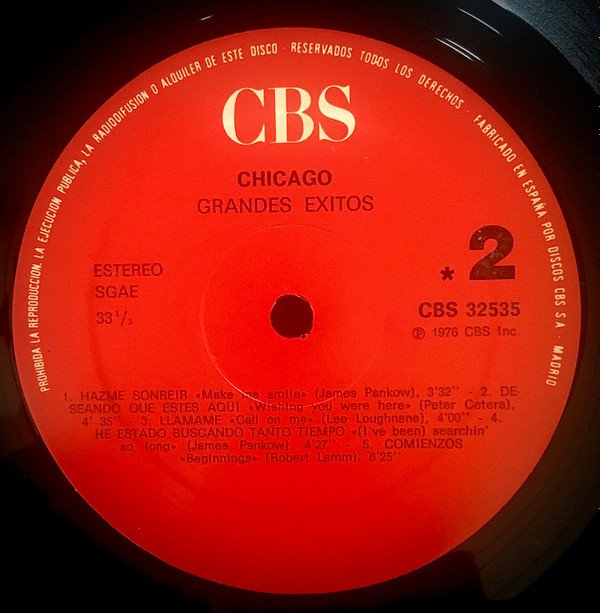 PROHIBIDA LA REPRODUCCION, LA EJECUCION PUBLICA, LA RADIODIFUSION O ALQUILER DE ESTE DISCO - RESERVADOS TODOS LOS DERECHOS - FABRICADO EN ESPAÑA POR DISCOS CBS S.A. - MADRID
CBS
CHICAGO
GRANDES EXITOS
ESTEREO
SGAE
33 1/3
* 2
CBS 32535
℗ 1976 CBS Inc.
1. HAZME SONREIR «Make me smile» (James Pankow), 3'32'' - 2. DE-
SEANDO QUE ESTES AQUI «Wishing you were here» (Peter Cetera),
4' 35'' - 3. LLAMAME «Call on me» (Lee Loughnane), 4'00'' - 4.
HE ESTADO BUSCANDO TANTO TIEMPO «(I've been) searchin'
so long» (James Pankow), 4'27'' - 5. COMIENZOS
«Beginnings» (Robert Lamm), 6'25''